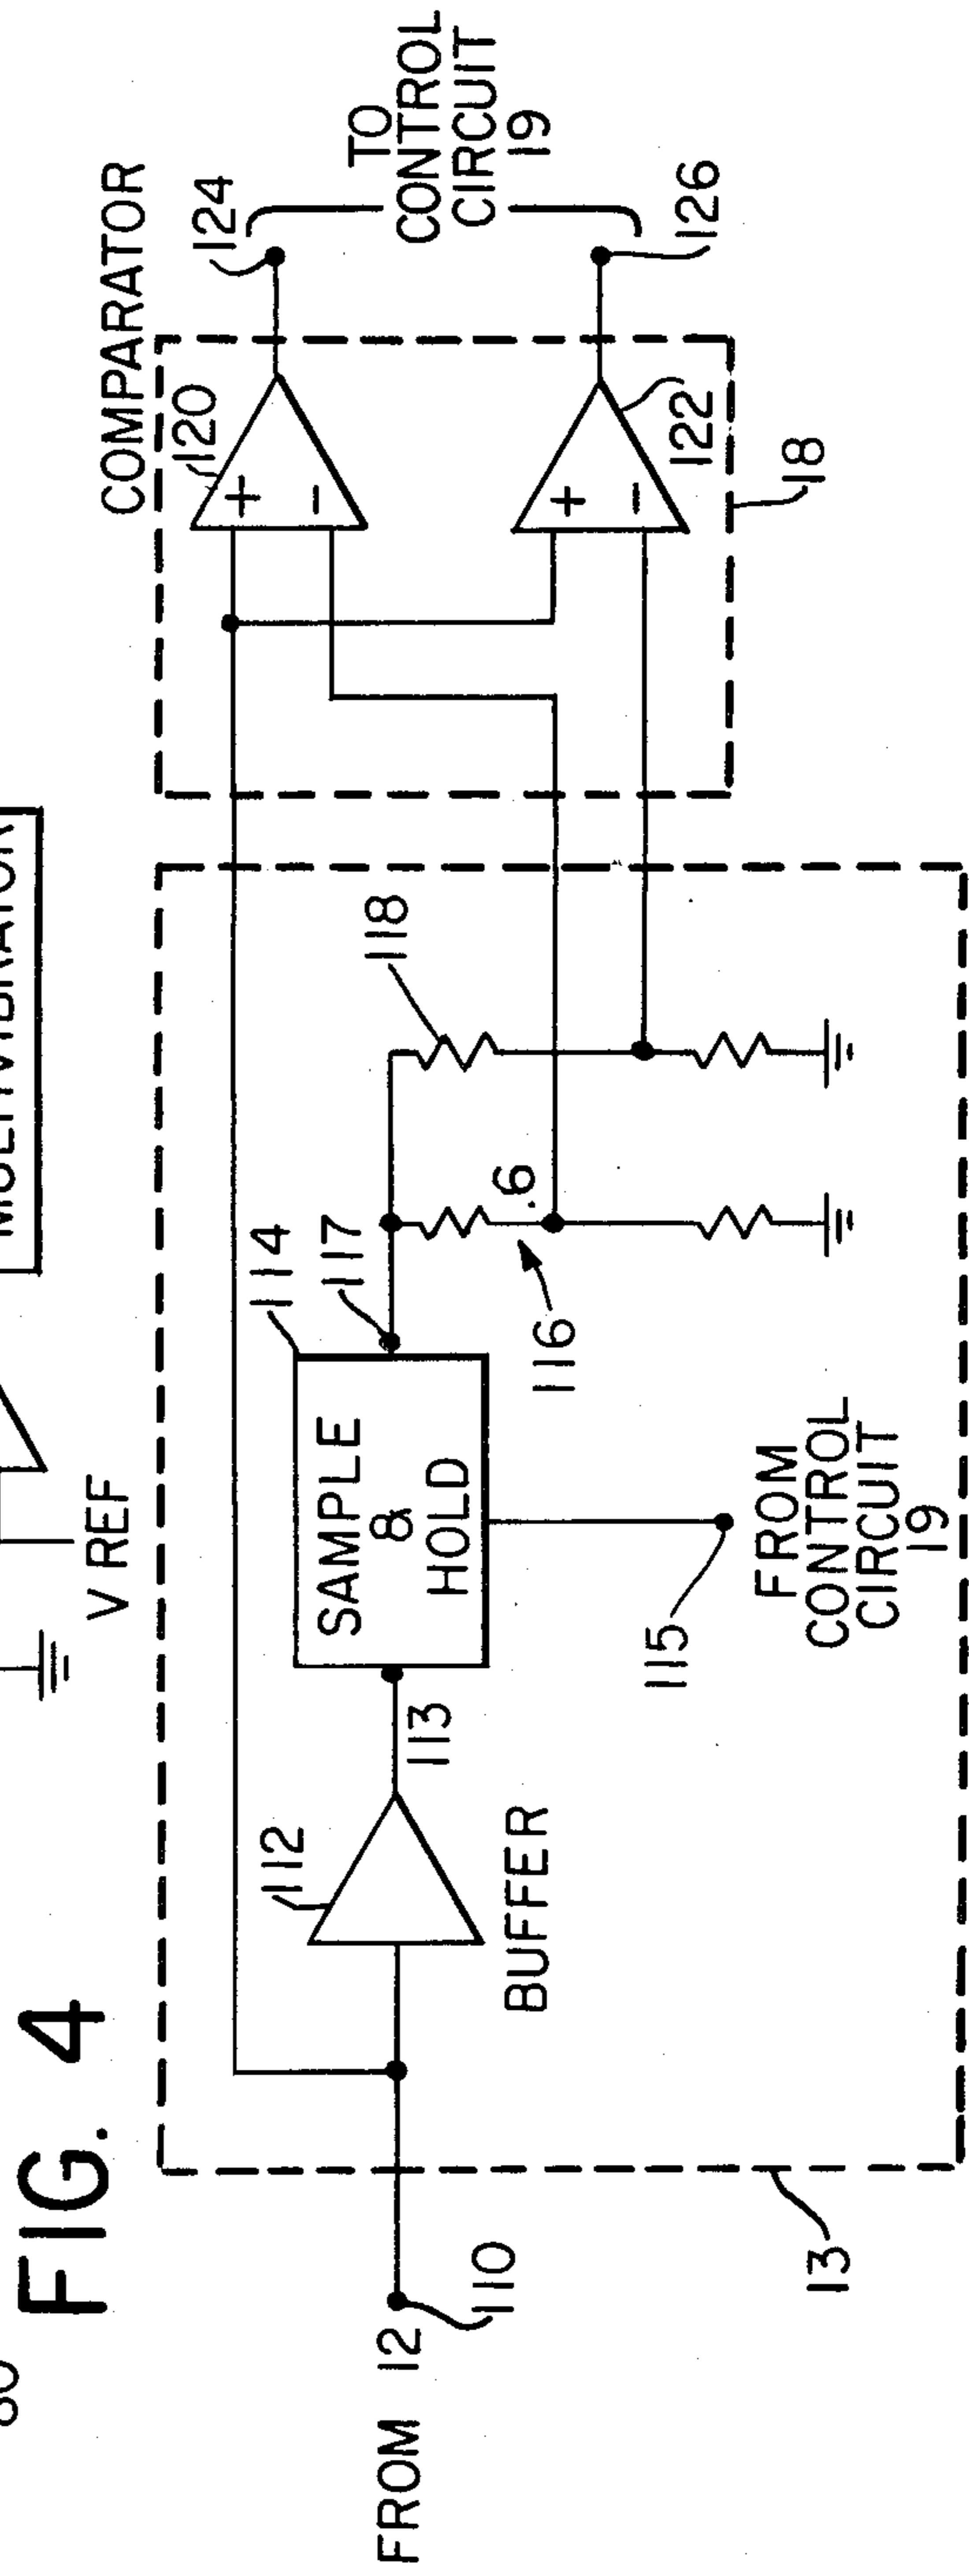 MULTIVIBRATOR
V REF
80
FIG. 4
COMPARATOR
124
TO
CONTROL
CIRCUIT
19
120
+
−
126
122
+
−
18
118
.6
116
117
114
SAMPLE
&
HOLD
113
115
FROM
CONTROL
CIRCUIT
19
112
BUFFER
110
FROM 12
13